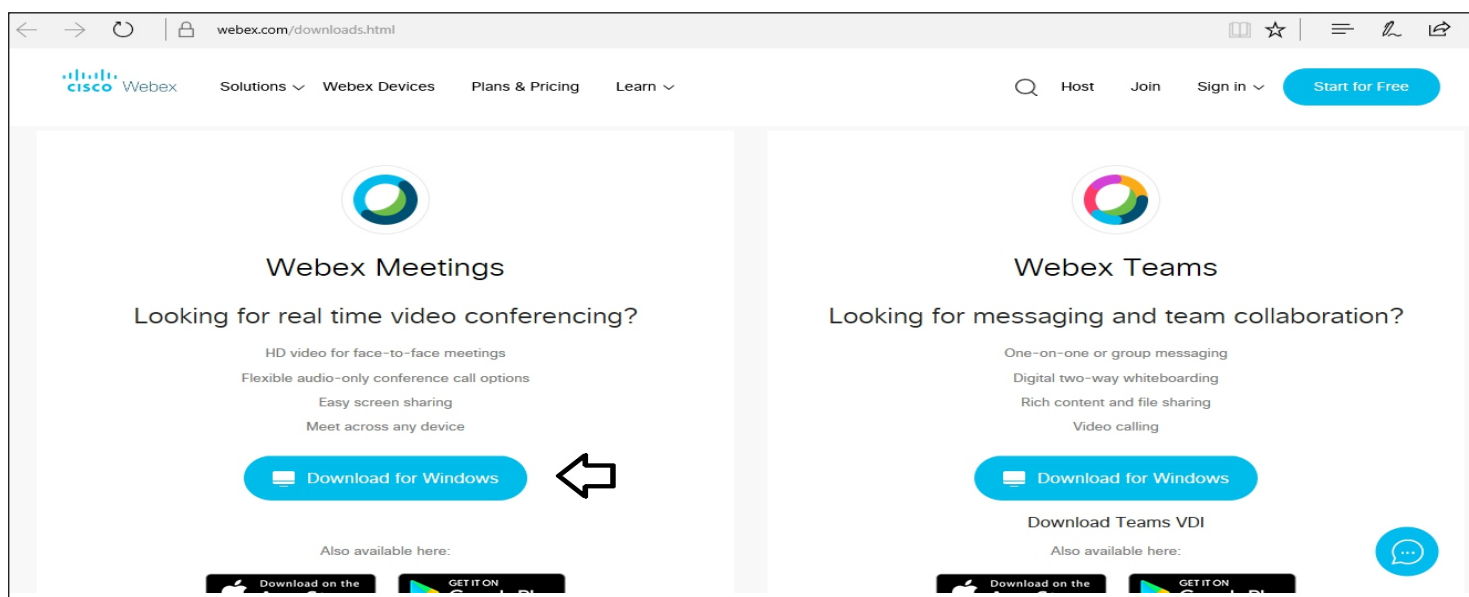 webex.com/downloads.html
cisco Webex Solutions Webex Devices Plans & Pricing Learn Host Join Sign in Start for Free
Webex Meetings
Looking for real time video conferencing?
HD video for face-to-face meetings
Flexible audio-only conference call options
Easy screen sharing
Meet across any device
Download for Windows
Also available here:
Download on the
GET IT ON
Webex Teams
Looking for messaging and team collaboration?
One-on-one or group messaging
Digital two-way whiteboarding
Rich content and file sharing
Video calling
Download for Windows
Download Teams VDI
Also available here:
Download on the
GET IT ON